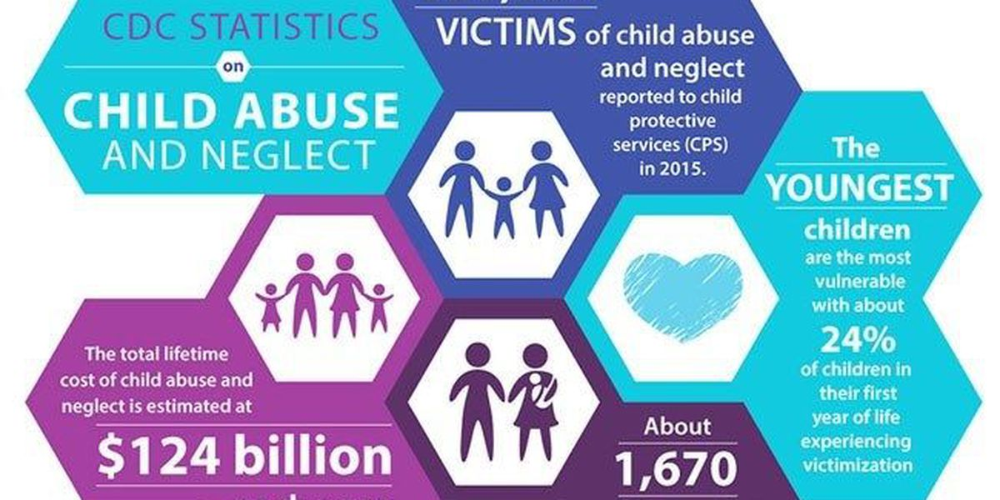 CDC STATISTICS
on
CHILD ABUSE
AND NEGLECT
VICTIMS of child abuse
and neglect
reported to child
protective
services (CPS)
in 2015.
The
YOUNGEST
children
are the most
vulnerable
with about
24%
of children in
their first
year of life
experiencing
victimization
The total lifetime
cost of child abuse and
neglect is estimated at
$124 billion
About
1,670